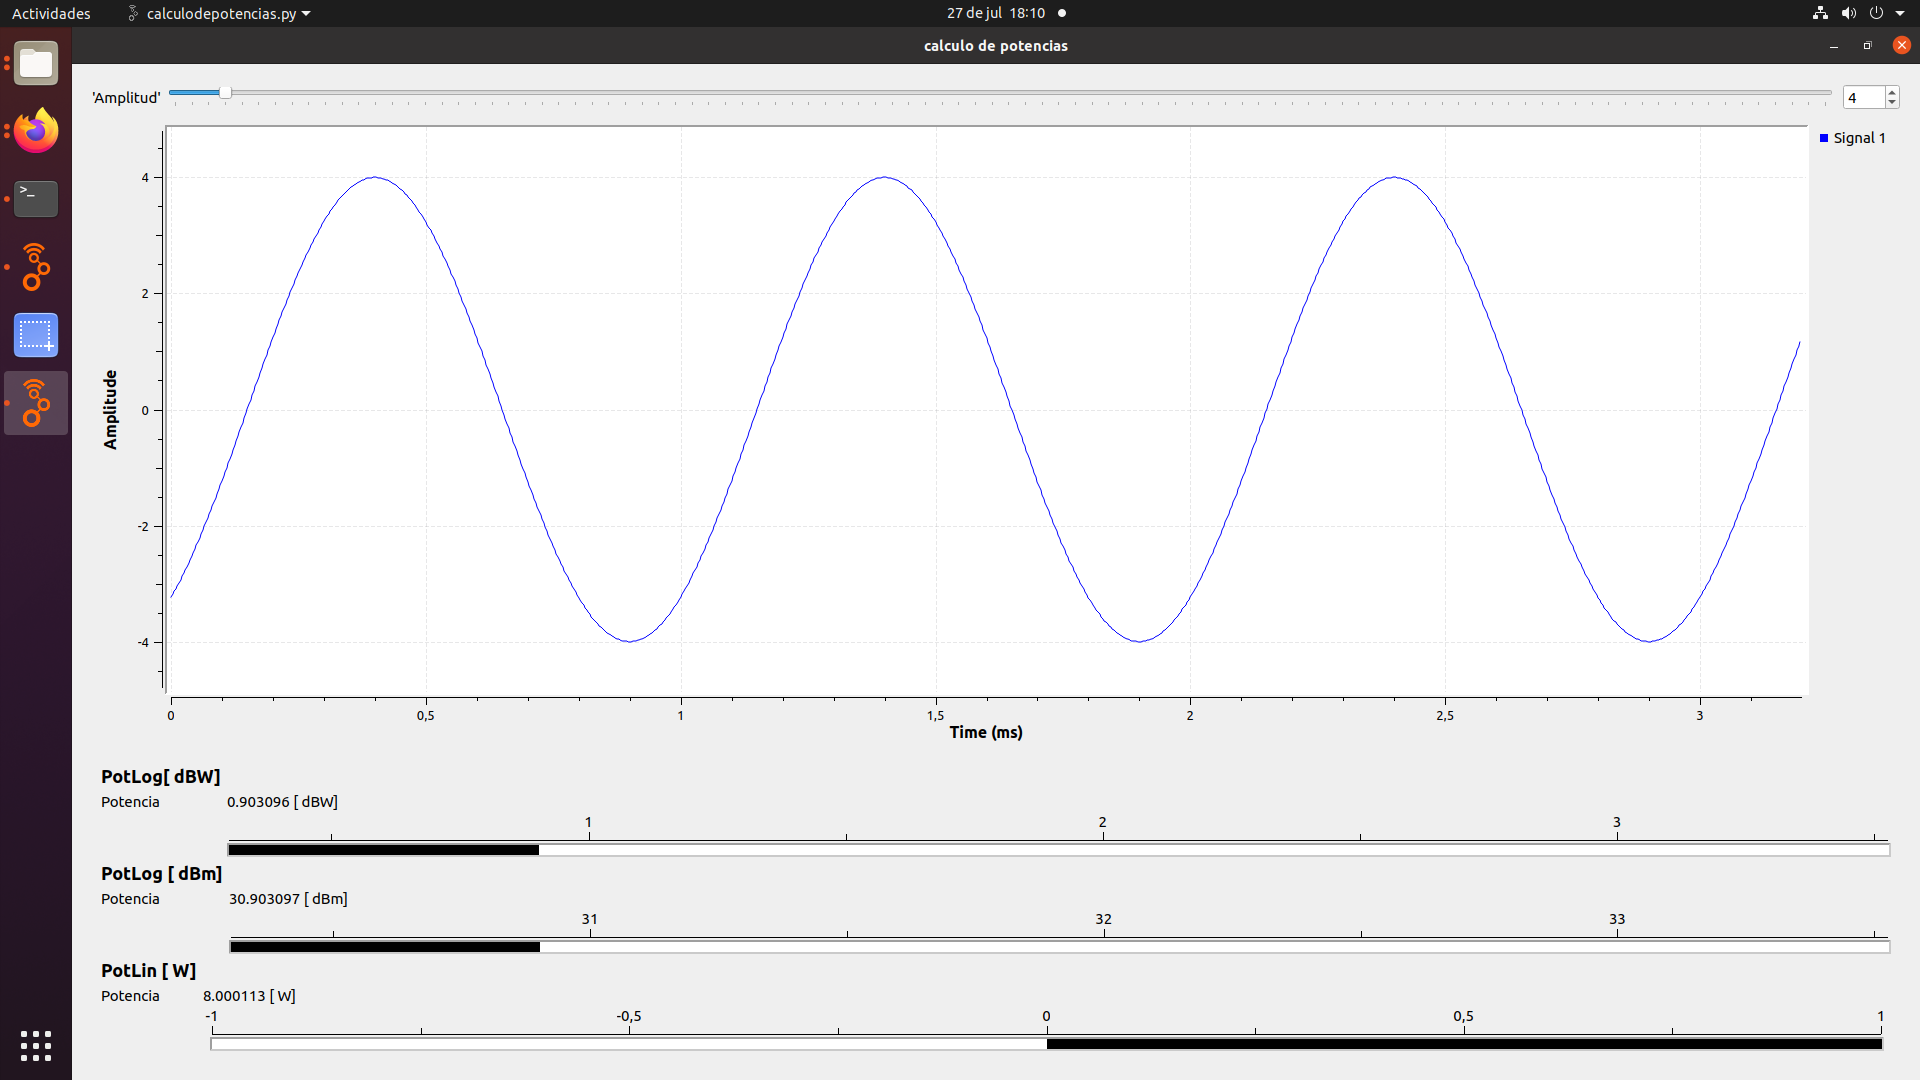 Actividades calculodepotencias.py 27 de jul 18:10
calculo de potencias
'Amplitud' 4
Signal 1
4
2
0
-2
-4
Amplitude
0 0,5 1 1,5 2 2,5 3
Time (ms)
PotLog[ dBW]
Potencia 0.903096 [ dBW]
1 2 3
PotLog [ dBm]
Potencia 30.903097 [ dBm]
31 32 33
PotLin [ W]
Potencia 8.000113 [ W]
-1 -0,5 0 0,5 1